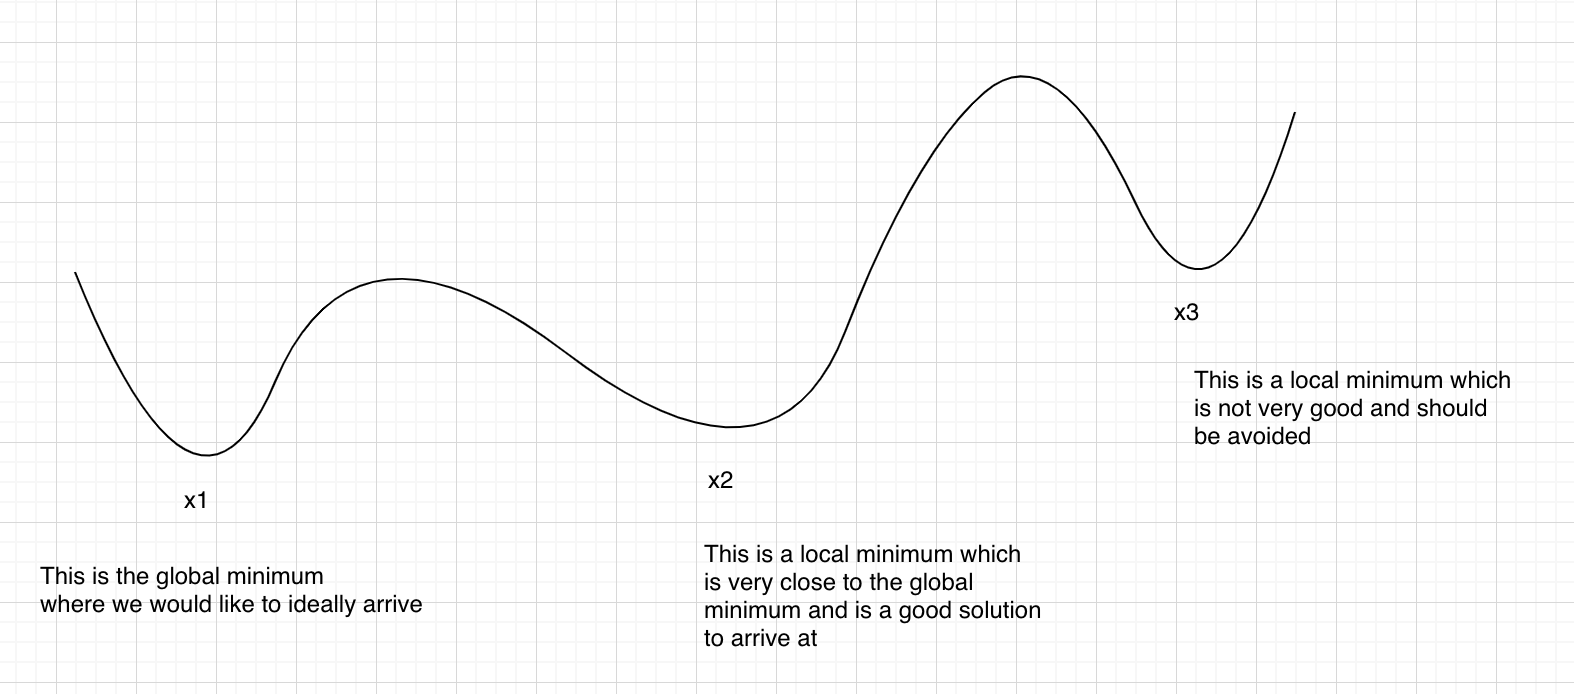 x1
This is the global minimum
where we would like to ideally arrive
x2
This is a local minimum which
is very close to the global
minimum and is a good solution
to arrive at
x3
This is a local minimum which
is not very good and should
be avoided